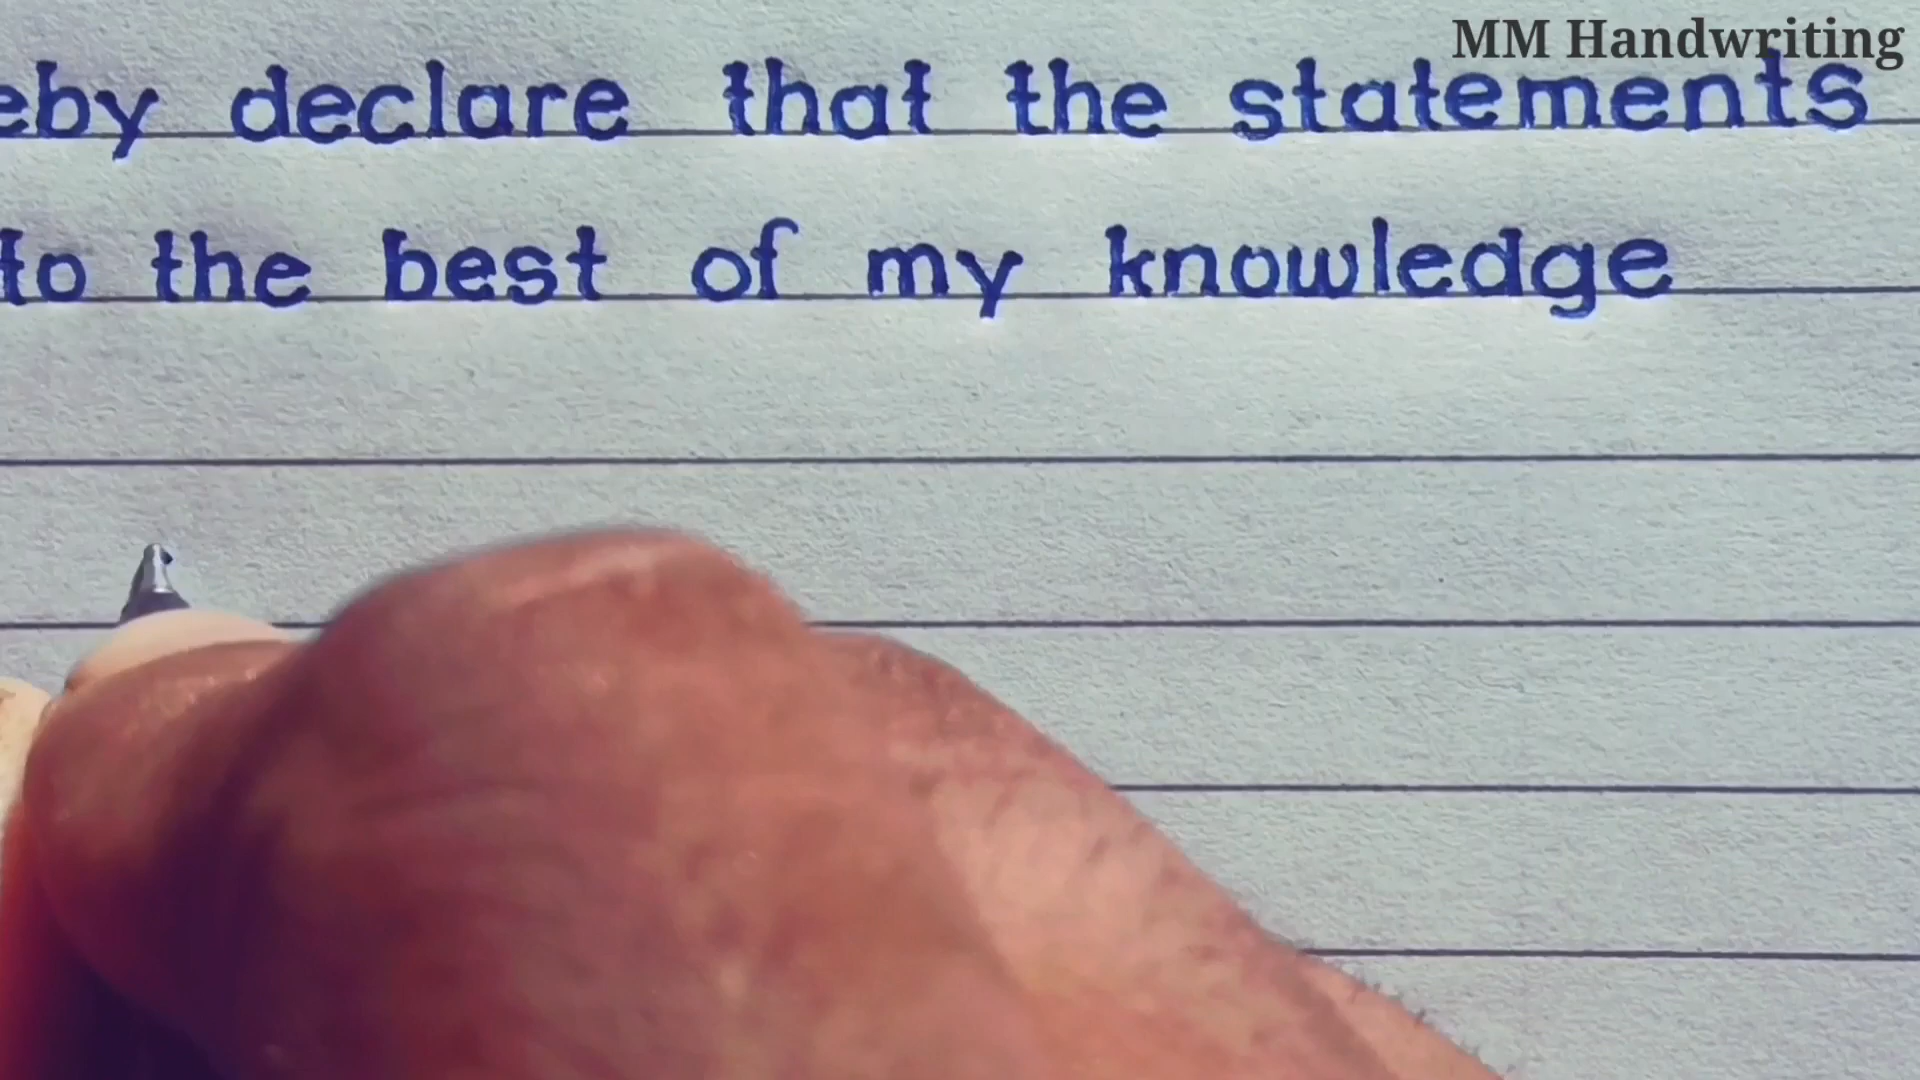 MM Handwriting
eby declare that the statements
to the best of my knowledge